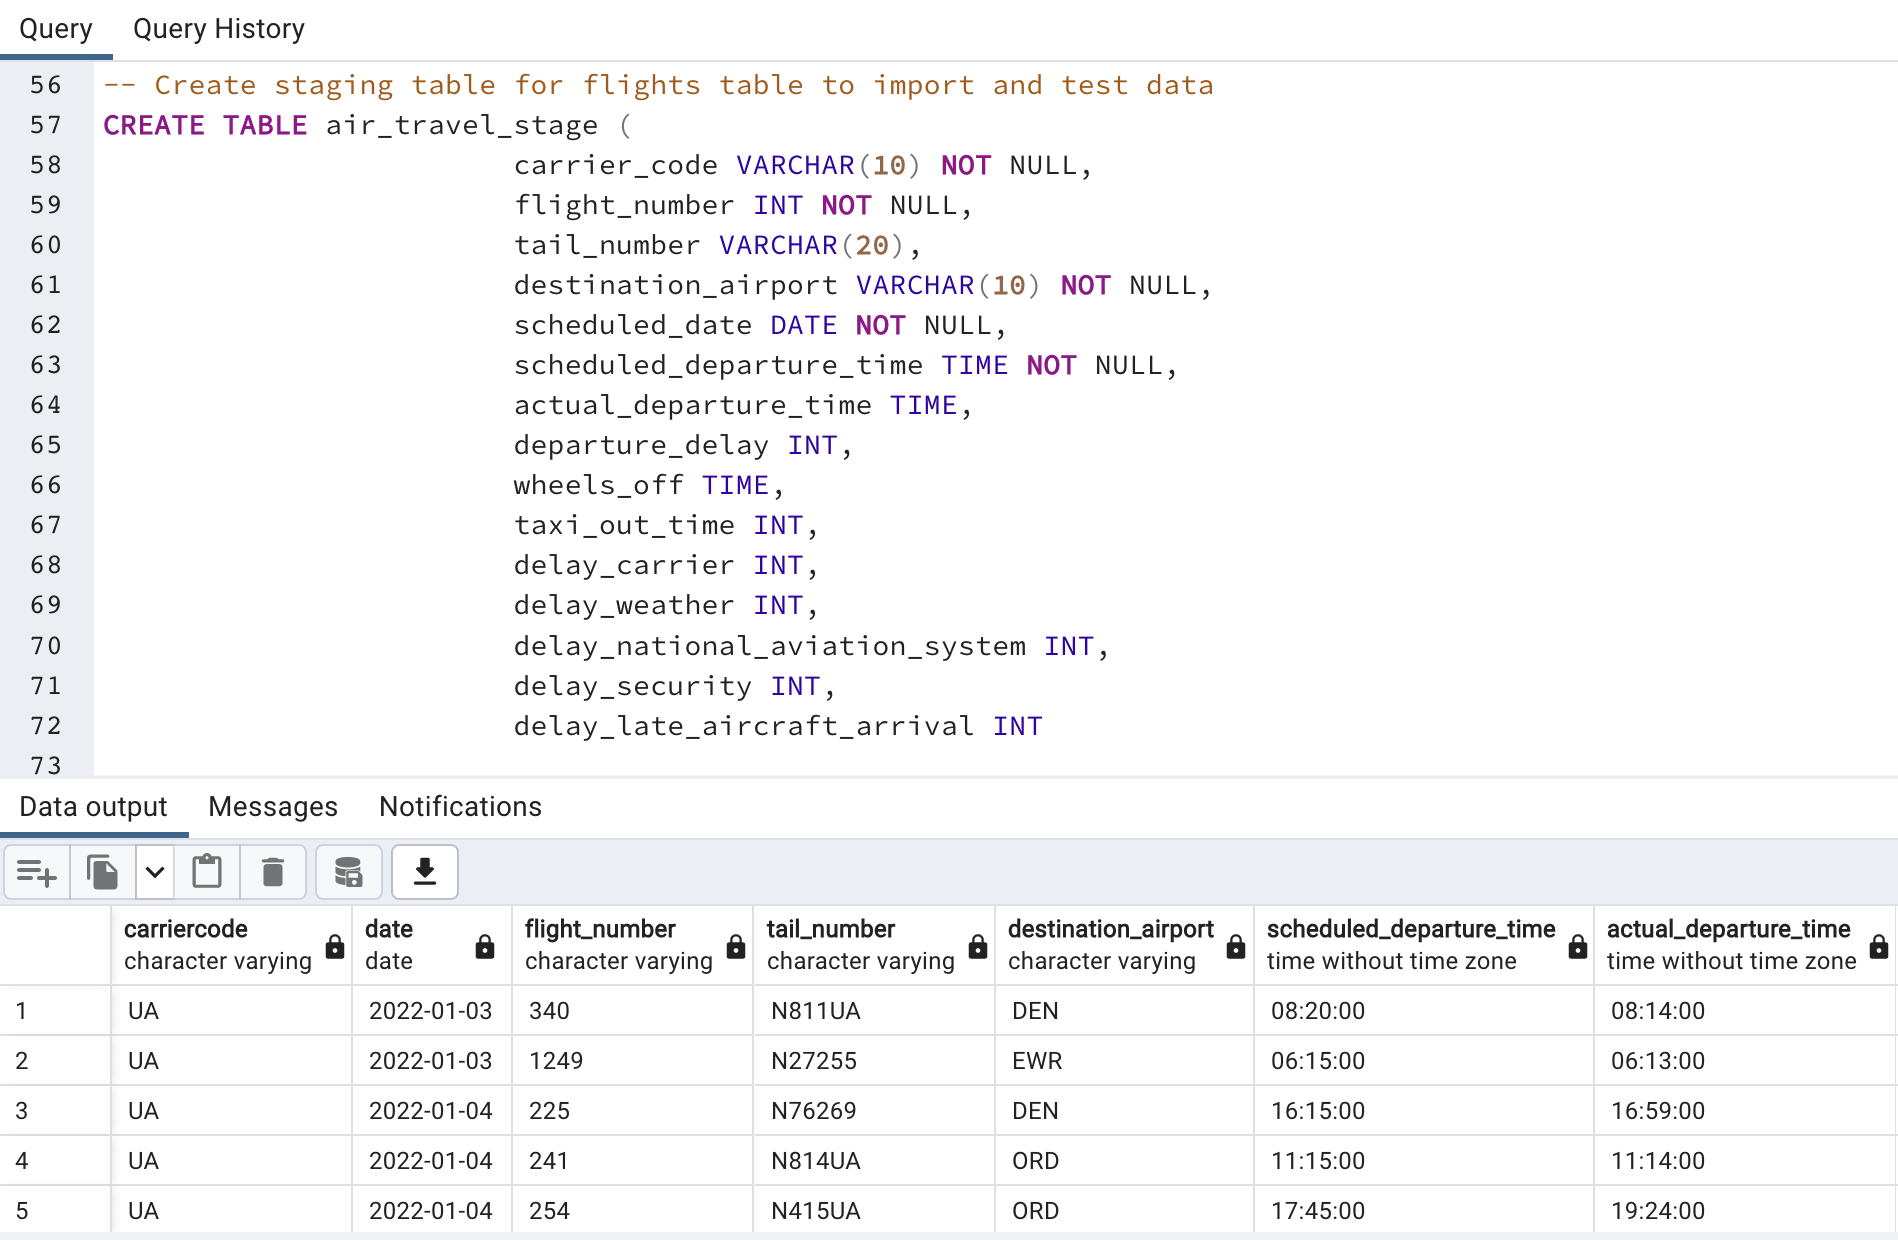 Query Query History
56 -- Create staging table for flights table to import and test data
57 CREATE TABLE air_travel_stage (
58 carrier_code VARCHAR(10) NOT NULL,
59 flight_number INT NOT NULL,
60 tail_number VARCHAR(20),
61 destination_airport VARCHAR(10) NOT NULL,
62 scheduled_date DATE NOT NULL,
63 scheduled_departure_time TIME NOT NULL,
64 actual_departure_time TIME,
65 departure_delay INT,
66 wheels_off TIME,
67 taxi_out_time INT,
68 delay_carrier INT,
69 delay_weather INT,
70 delay_national_aviation_system INT,
71 delay_security INT,
72 delay_late_aircraft_arrival INT
73
Data output Messages Notifications
carriercode date flight_number tail_number destination_airport scheduled_departure_time actual_departure_time
character varying date character varying character varying character varying time without time zone time without time zone
1 UA 2022-01-03 340 N811UA DEN 08:20:00 08:14:00
2 UA 2022-01-03 1249 N27255 EWR 06:15:00 06:13:00
3 UA 2022-01-04 225 N76269 DEN 16:15:00 16:59:00
4 UA 2022-01-04 241 N814UA ORD 11:15:00 11:14:00
5 UA 2022-01-04 254 N415UA ORD 17:45:00 19:24:00